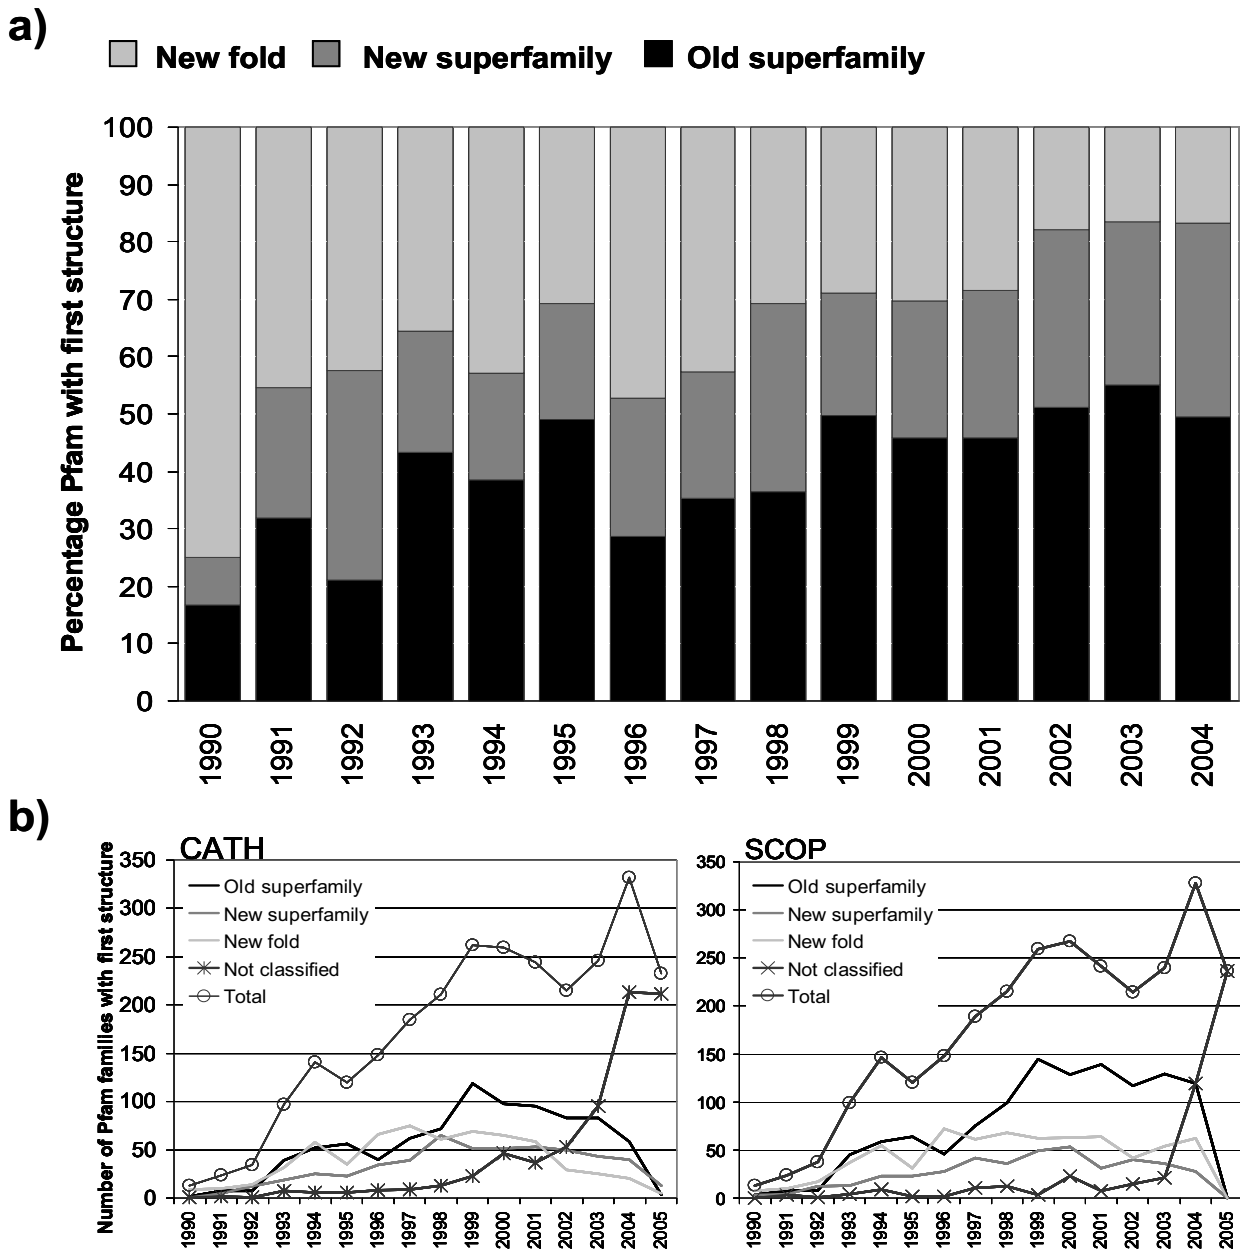 a)
New fold New superfamily Old superfamily
Percentage Pfam with first structure
100
90
80
70
60
50
40
30
20
10
0
1990 1991 1992 1993 1994 1995 1996 1997 1998 1999 2000 2001 2002 2003 2004
b)
Number of Pfam families with first structure
CATH
350
300
250
200
150
100
50
0
Old superfamily
New superfamily
New fold
Not classified
Total
1990 1991 1992 1993 1994 1995 1996 1997 1998 1999 2000 2001 2002 2003 2004 2005
SCOP
350
300
250
200
150
100
50
0
Old superfamily
New superfamily
New fold
Not classified
Total
1990 1991 1992 1993 1994 1995 1996 1997 1998 1999 2000 2001 2002 2003 2004 2005